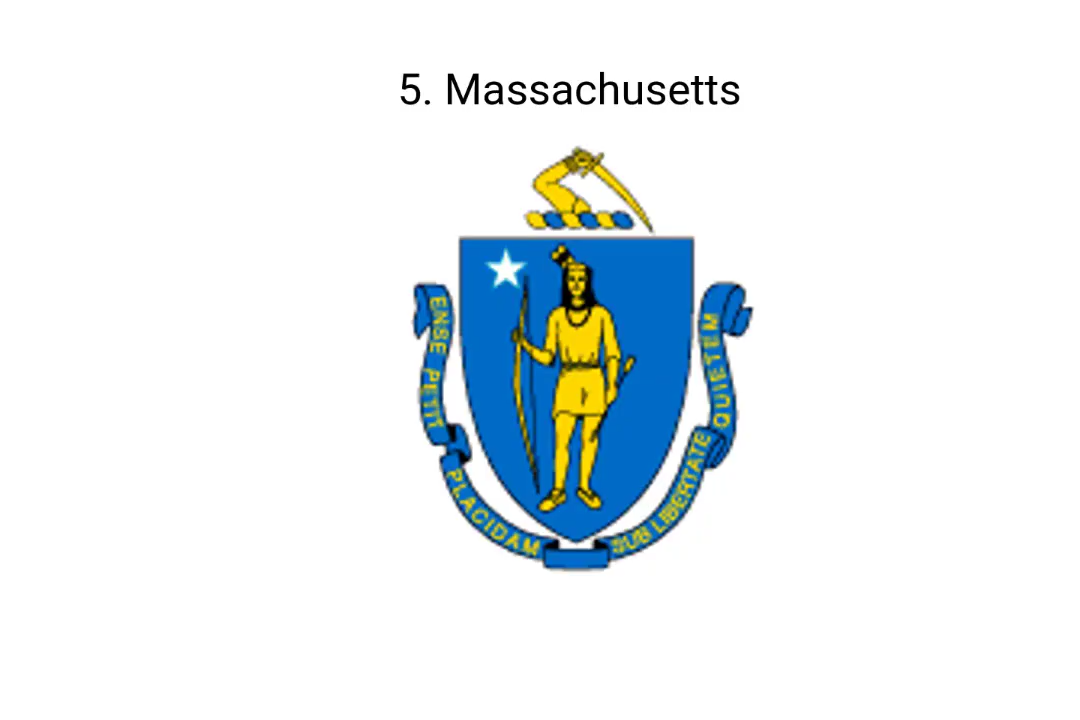 5. Massachusetts
ENSE PETIT
PLACIDAM
SUB LIBERTATE
QUIETEM